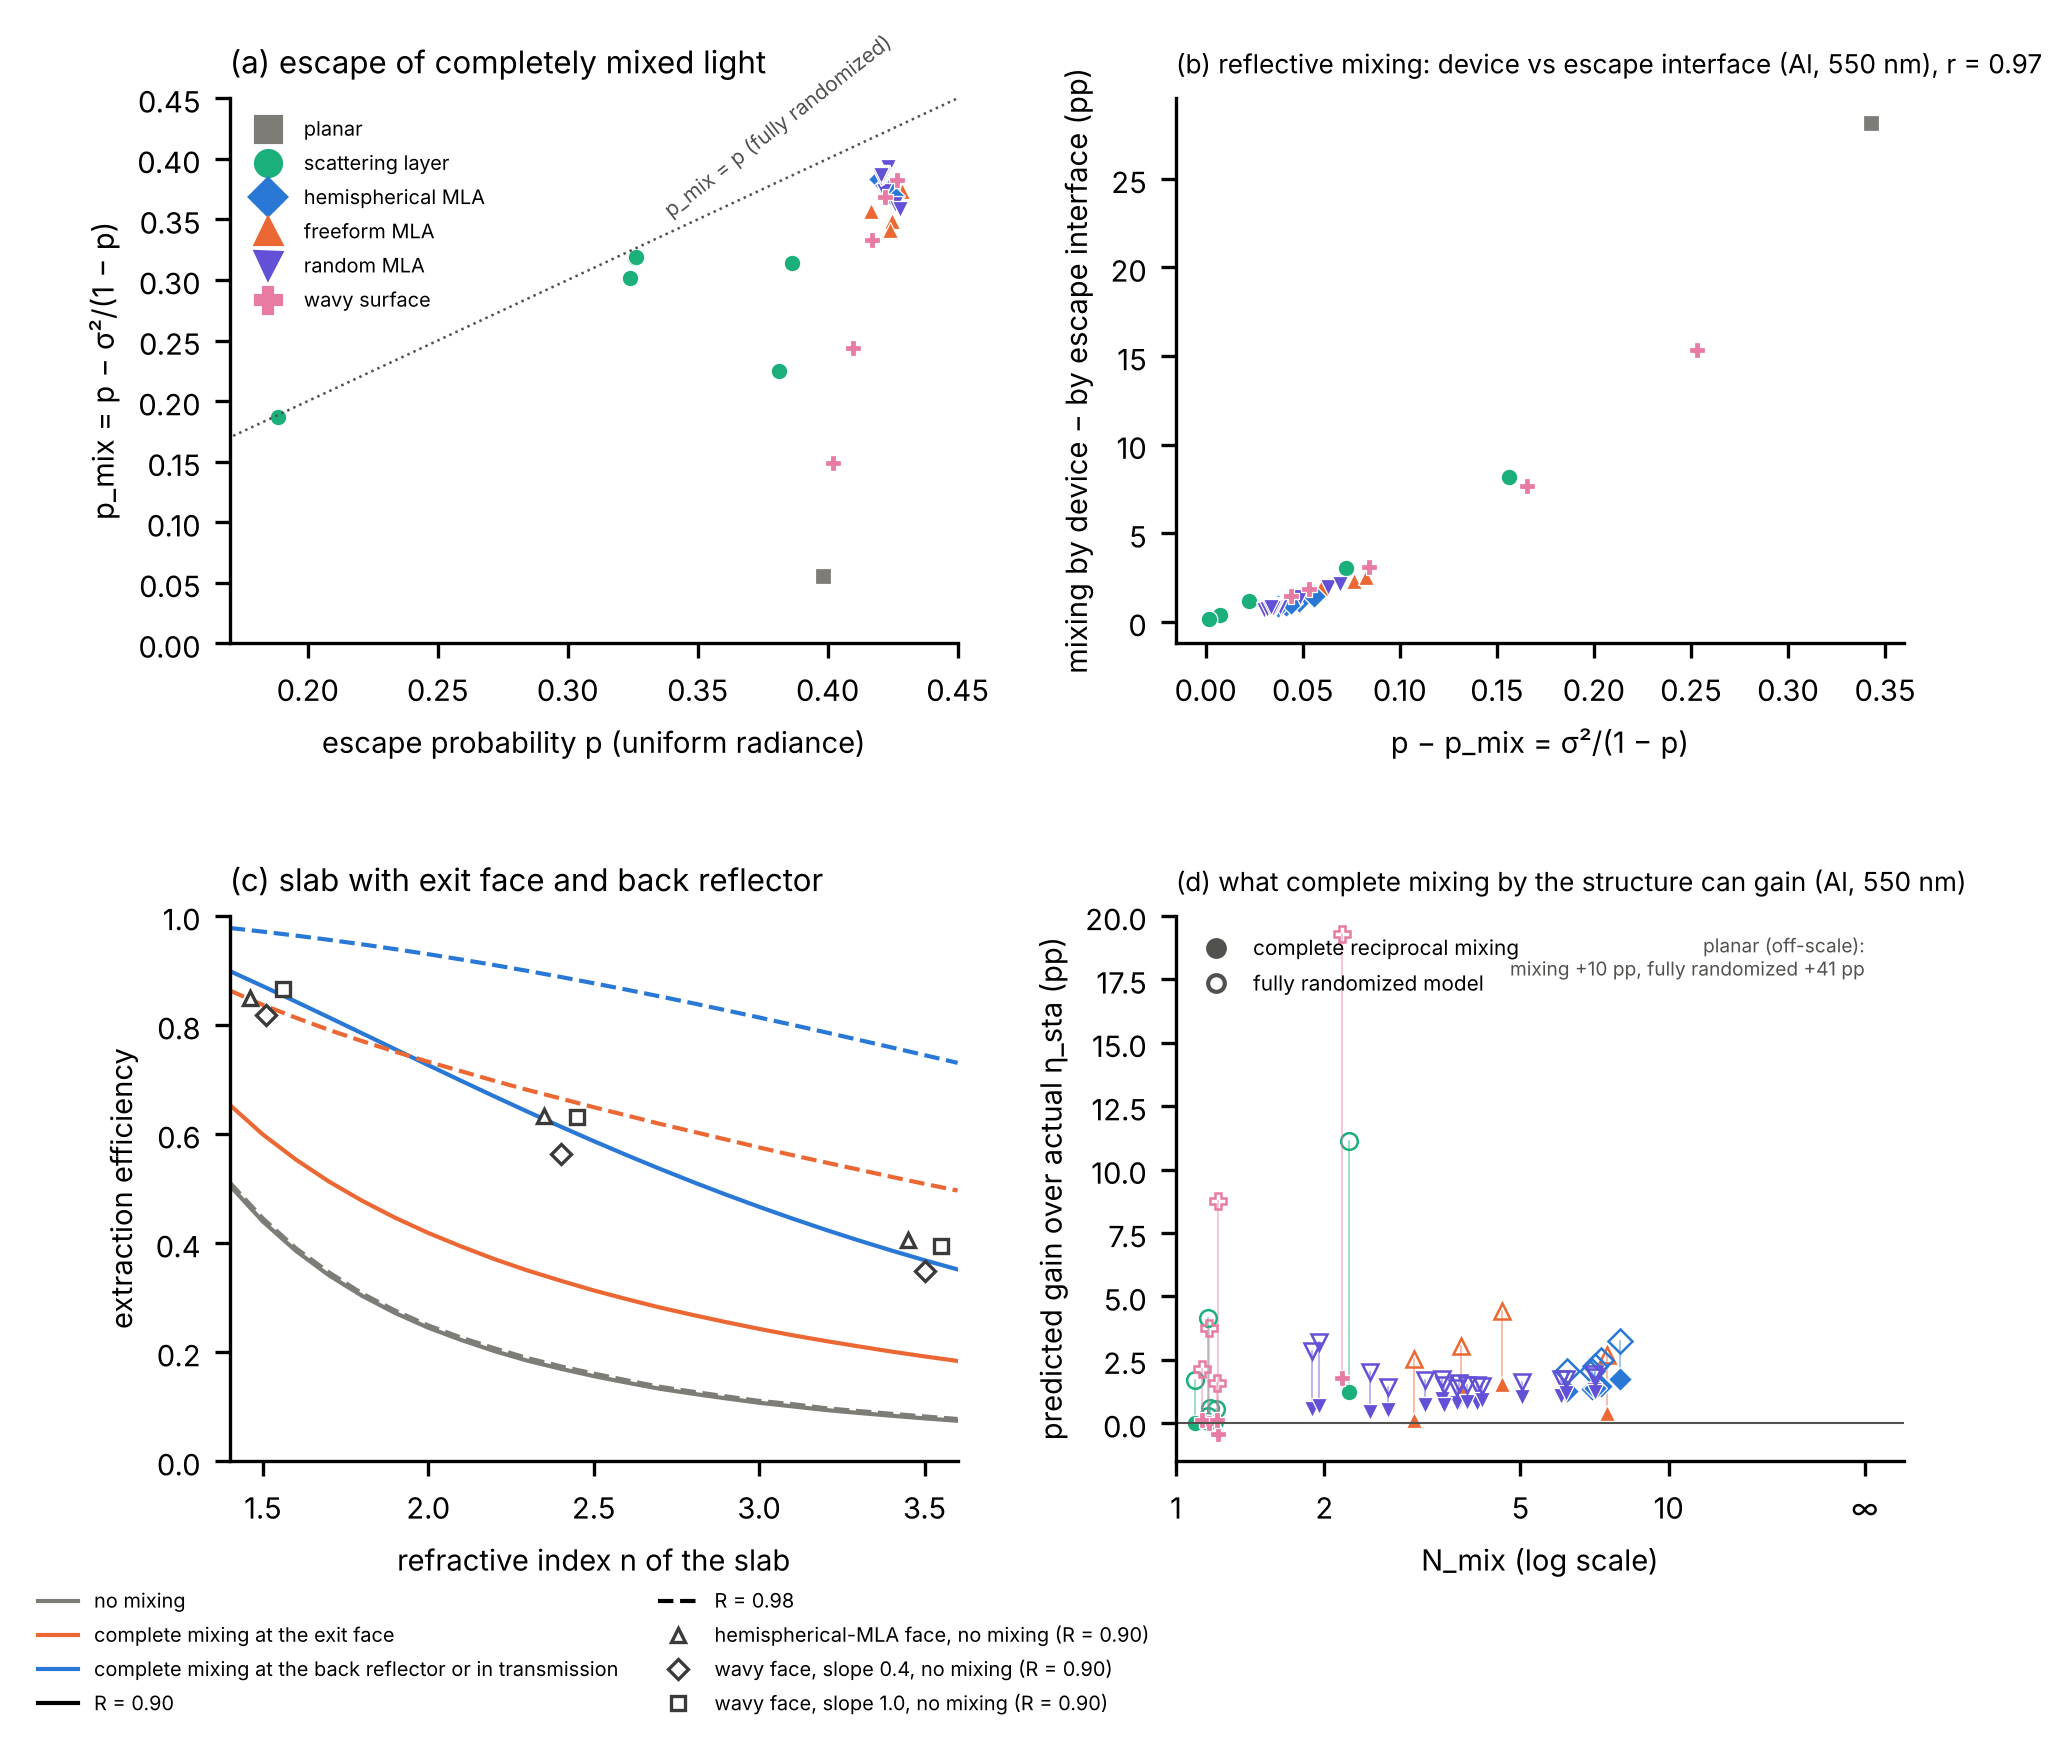 (a) escape of completely mixed light
p_mix = p (fully randomized)
planar
scattering layer
hemispherical MLA
freeform MLA
random MLA
wavy surface
0.45
0.40
0.35
0.30
0.25
0.20
0.15
0.10
0.05
0.00
p_mix = p − σ²/(1 − p)
0.20 0.25 0.30 0.35 0.40 0.45
escape probability p (uniform radiance)
(b) reflective mixing: device vs escape interface (Al, 550 nm), r = 0.97
25
20
15
10
5
0
mixing by device − by escape interface (pp)
0.00 0.05 0.10 0.15 0.20 0.25 0.30 0.35
p − p_mix = σ²/(1 − p)
(c) slab with exit face and back reflector
1.0
0.8
0.6
0.4
0.2
0.0
extraction efficiency
1.5 2.0 2.5 3.0 3.5
refractive index n of the slab
no mixing
complete mixing at the exit face
complete mixing at the back reflector or in transmission
R = 0.90
R = 0.98
hemispherical-MLA face, no mixing (R = 0.90)
wavy face, slope 0.4, no mixing (R = 0.90)
wavy face, slope 1.0, no mixing (R = 0.90)
(d) what complete mixing by the structure can gain (Al, 550 nm)
complete reciprocal mixing
fully randomized model
planar (off-scale):
mixing +10 pp, fully randomized +41 pp
20.0
17.5
15.0
12.5
10.0
7.5
5.0
2.5
0.0
predicted gain over actual η_sta (pp)
1 2 5 10 ∞
N_mix (log scale)